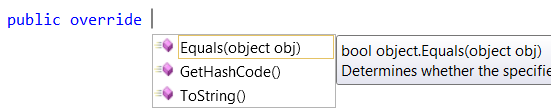 public override
Equals(object obj)
GetHashCode()
ToString()
bool object.Equals(object obj)
Determines whether the specifie